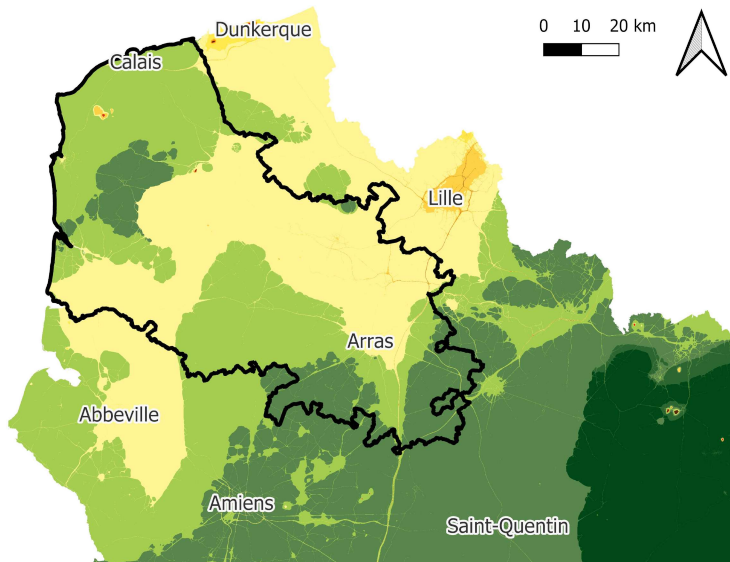 Dunkerque
0 10 20 km
Calais
Lille
Arras
Abbeville
Amiens
Saint-Quentin